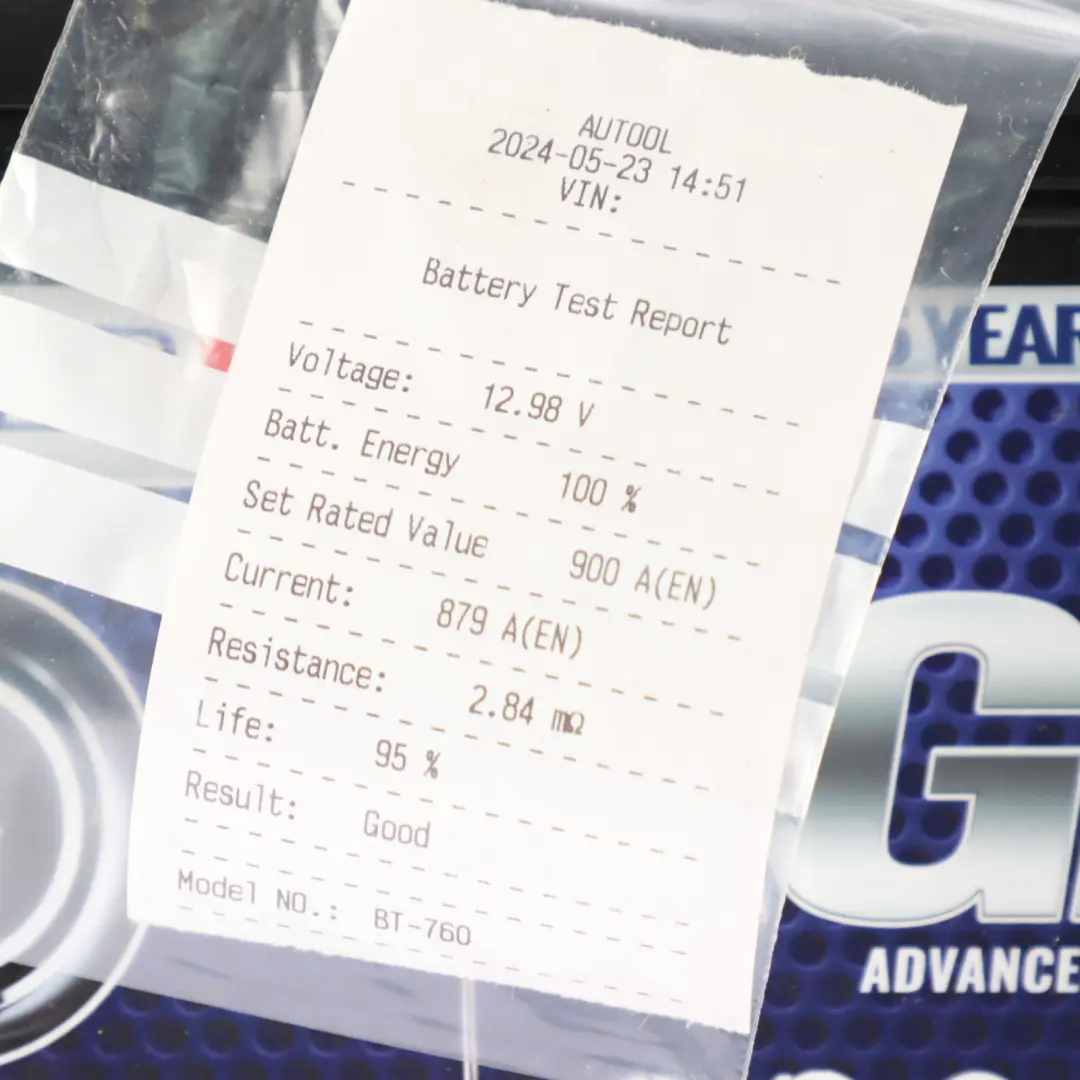 AUTOOL
2024-05-23 14:51
VIN:
Battery Test Report
Voltage: 12.98 V
Batt. Energy 100 %
Set Rated Value 900 A(EN)
Current: 879 A(EN)
Resistance: 2.84 mΩ
Life: 95 %
Result: Good
Model NO.: BT-760
YEAR
G
ADVANCE